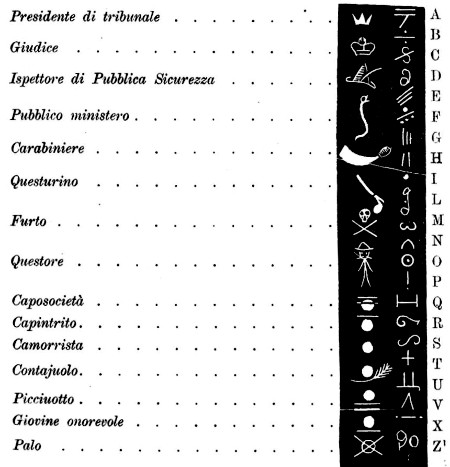 Presidente di tribunale . . . . . . . A
B
Giudice . . . . . . . . . . . C
Ispettore di Pubblica Sicurezza . . . . . D
E
Pubblico ministero . . . . . . . . . F
G
Carabiniere . . . . . . . . . . H
Questurino . . . . . . . . . . I
L
Furto . . . . . . . . . . . . M
N
Questore . . . . . . . . . . . O
P
Caposocietà . . . . . . . . . . Q
Capintrito . . . . . . . . . . R
Camorrista . . . . . . . . . . S
T
Contajuolo . . . . . . . . . . U
Picciuotto . . . . . . . . . . V
Giovine onorevole . . . . . . . . . X
Palo . . . . . . . . . . . . Z'